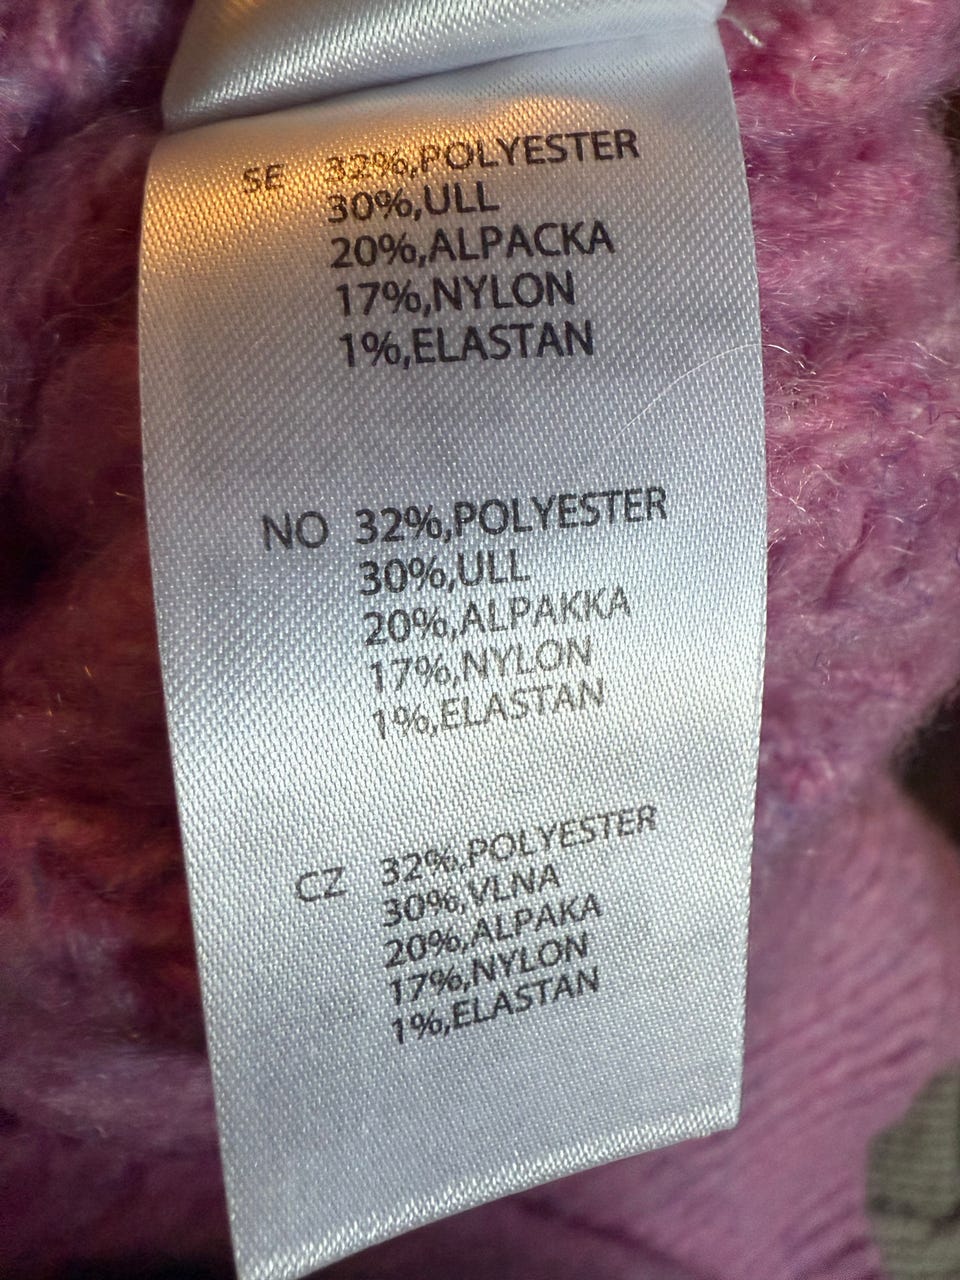 SE 32%,POLYESTER
30%,ULL
20%,ALPACKA
17%,NYLON
1%,ELASTAN
NO 32%,POLYESTER
30%,ULL
20%,ALPAKKA
17%,NYLON
1%,ELASTAN
CZ 32%,POLYESTER
30%,VLNA
20%,ALPAKA
17%,NYLON
1%,ELASTAN